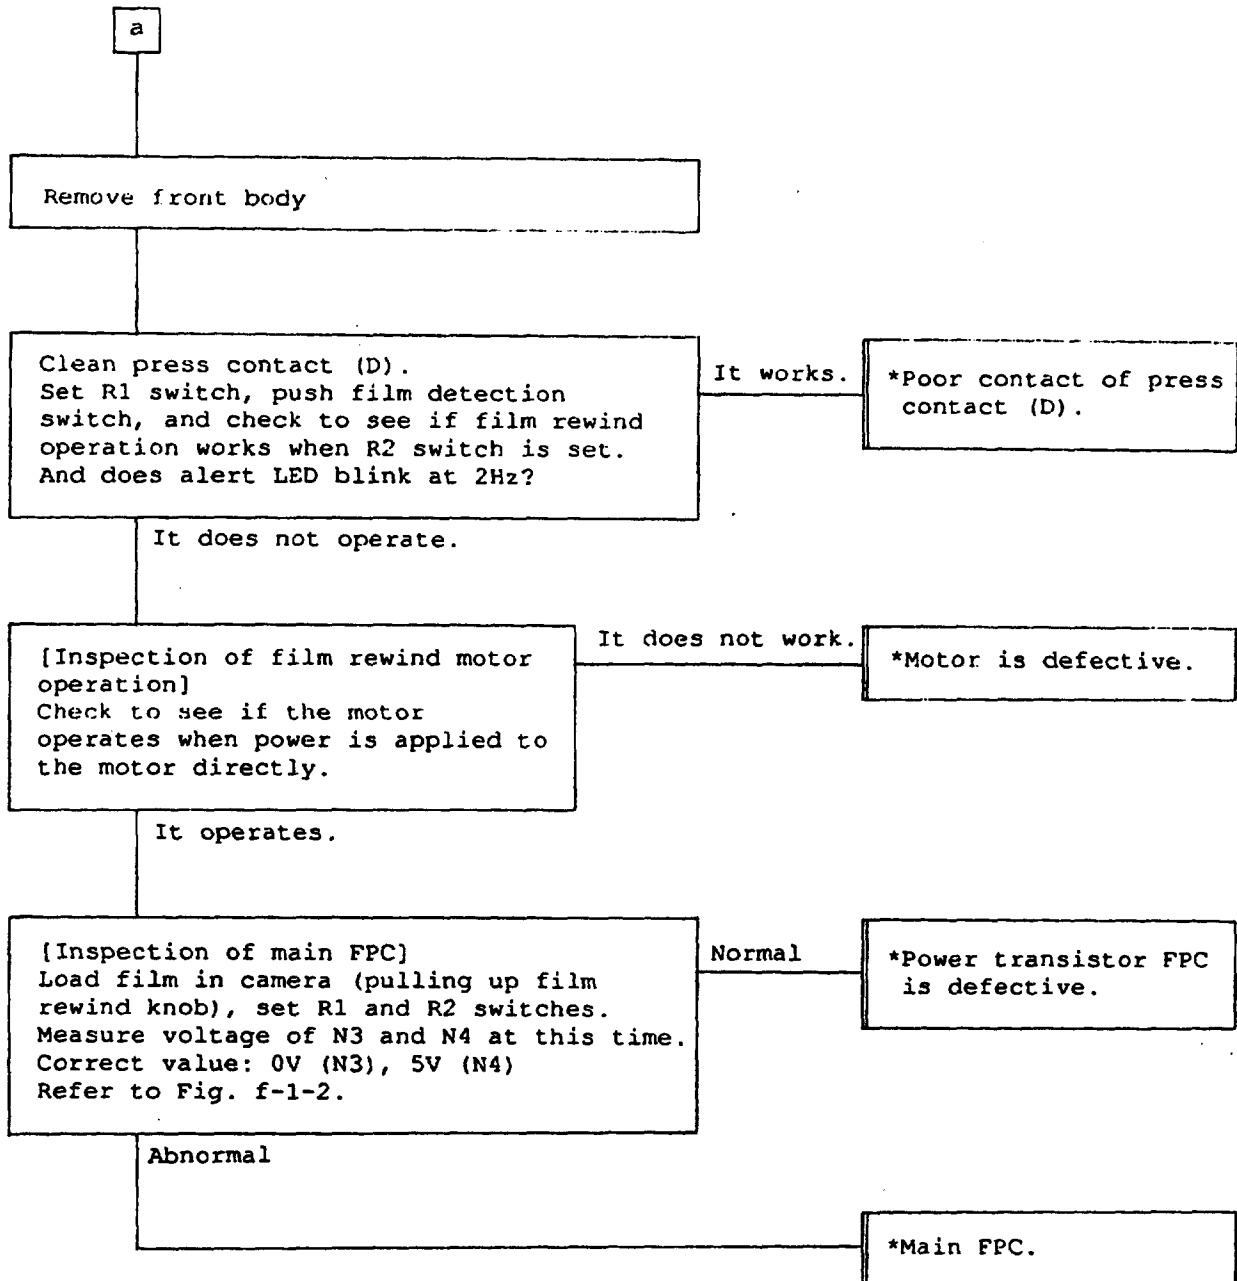 a
Remove front body
Clean press contact (D).
Set R1 switch, push film detection
switch, and check to see if film rewind
operation works when R2 switch is set.
And does alert LED blink at 2Hz?
It works.
*Poor contact of press
contact (D).
It does not operate.
[Inspection of film rewind motor
operation]
Check to see if the motor
operates when power is applied to
the motor directly.
It does not work.
*Motor is defective.
It operates.
[Inspection of main FPC]
Load film in camera (pulling up film
rewind knob), set R1 and R2 switches.
Measure voltage of N3 and N4 at this time.
Correct value: 0V (N3), 5V (N4)
Refer to Fig. f-1-2.
Normal
*Power transistor FPC
is defective.
Abnormal
*Main FPC.